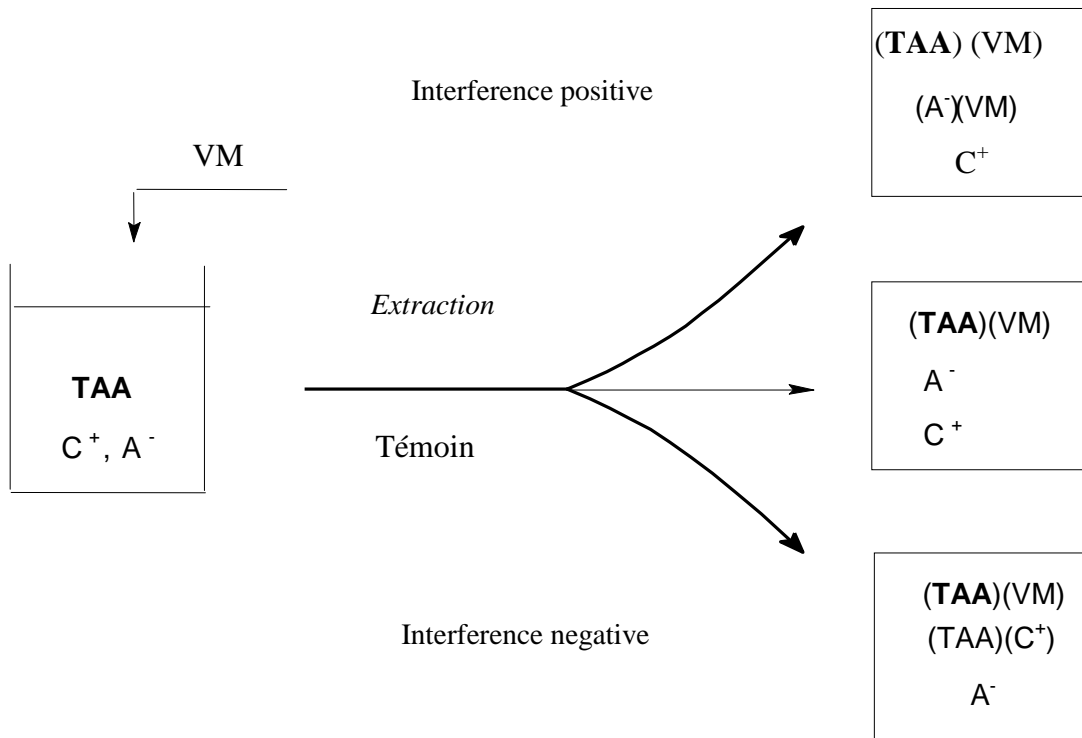 VM
TAA
C⁺, A⁻
Interference positive
Extraction
Témoin
Interference negative
(TAA) (VM)
(A⁻)(VM)
C⁺
(TAA)(VM)
A⁻
C⁺
(TAA)(VM)
(TAA)(C⁺)
A⁻